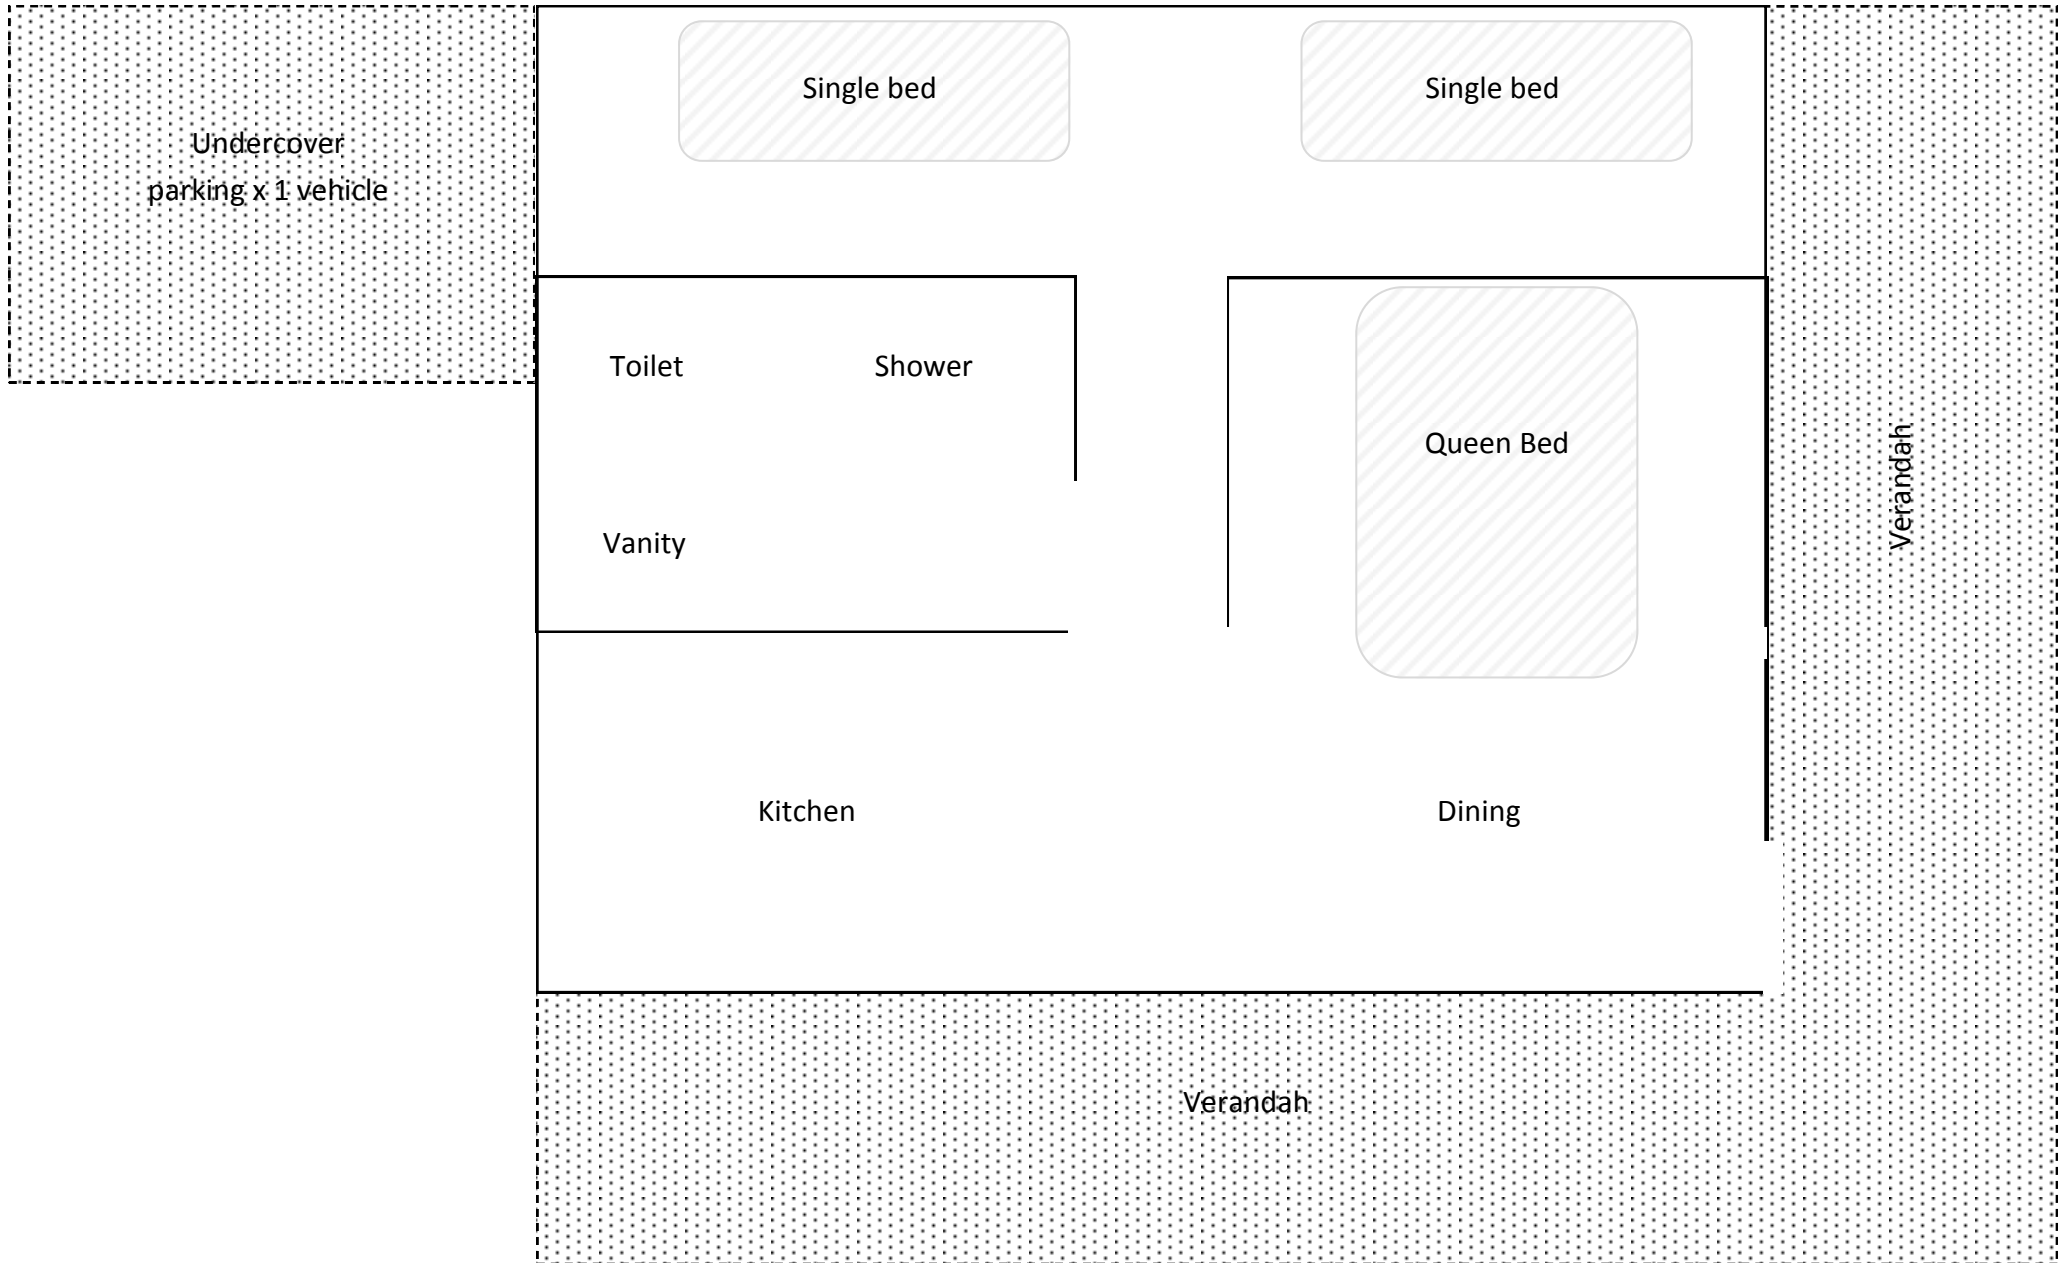 Single bed
Single bed
Undercover
parking x 1 vehicle
Toilet
Shower
Queen Bed
Verandah
Vanity
Kitchen
Dining
Verandah